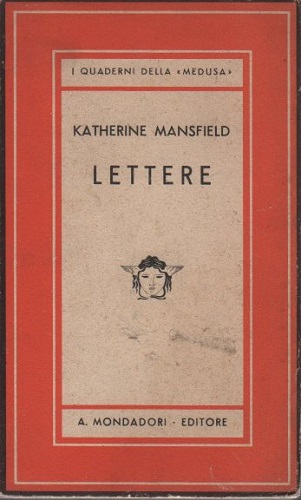 I QUADERNI DELLA «MEDUSA»
KATHERINE MANSFIELD
LETTERE
A. MONDADORI - EDITORE